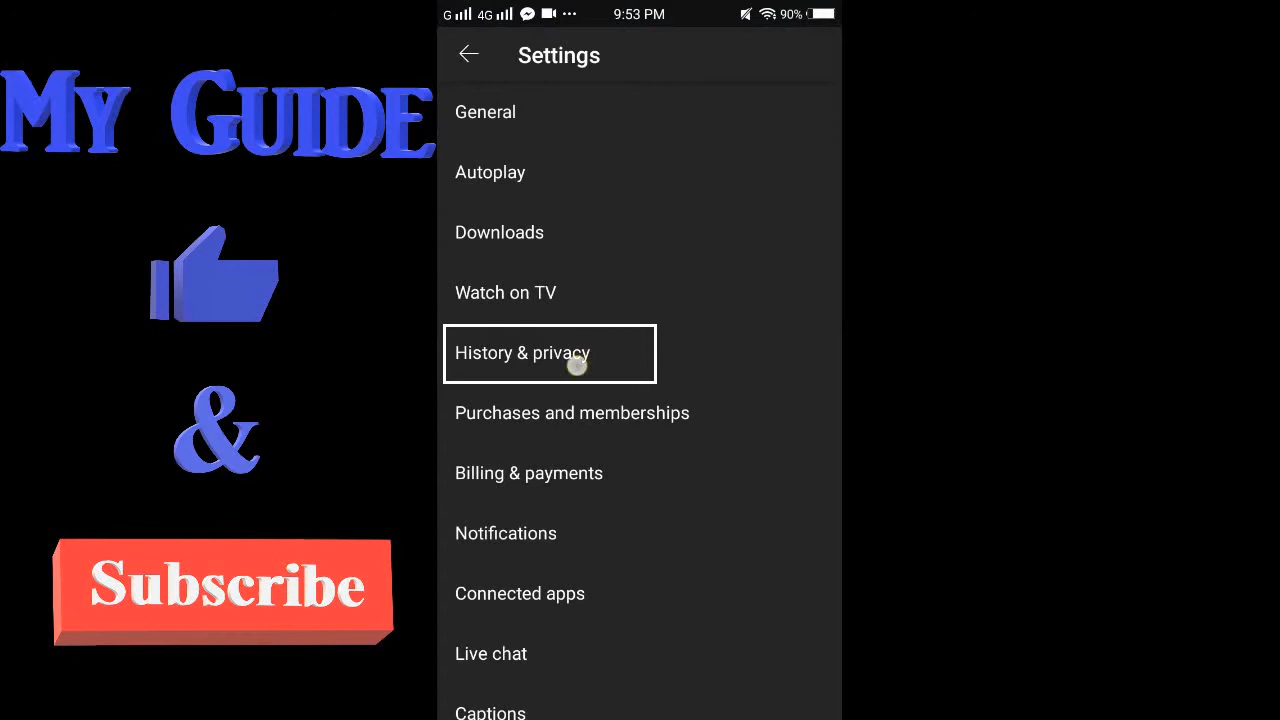 My Guide
&
Subscribe
G 4G 9:53 PM 90%
Settings
General
Autoplay
Downloads
Watch on TV
History & privacy
Purchases and memberships
Billing & payments
Notifications
Connected apps
Live chat
Captions